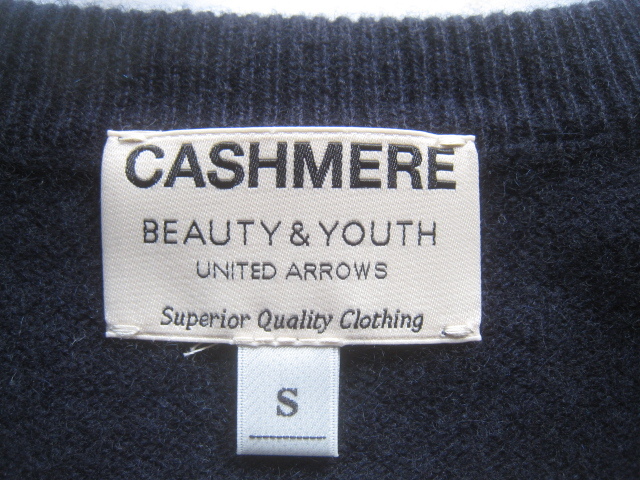 CASHMERE
BEAUTY & YOUTH
UNITED ARROWS
Superior Quality Clothing
S